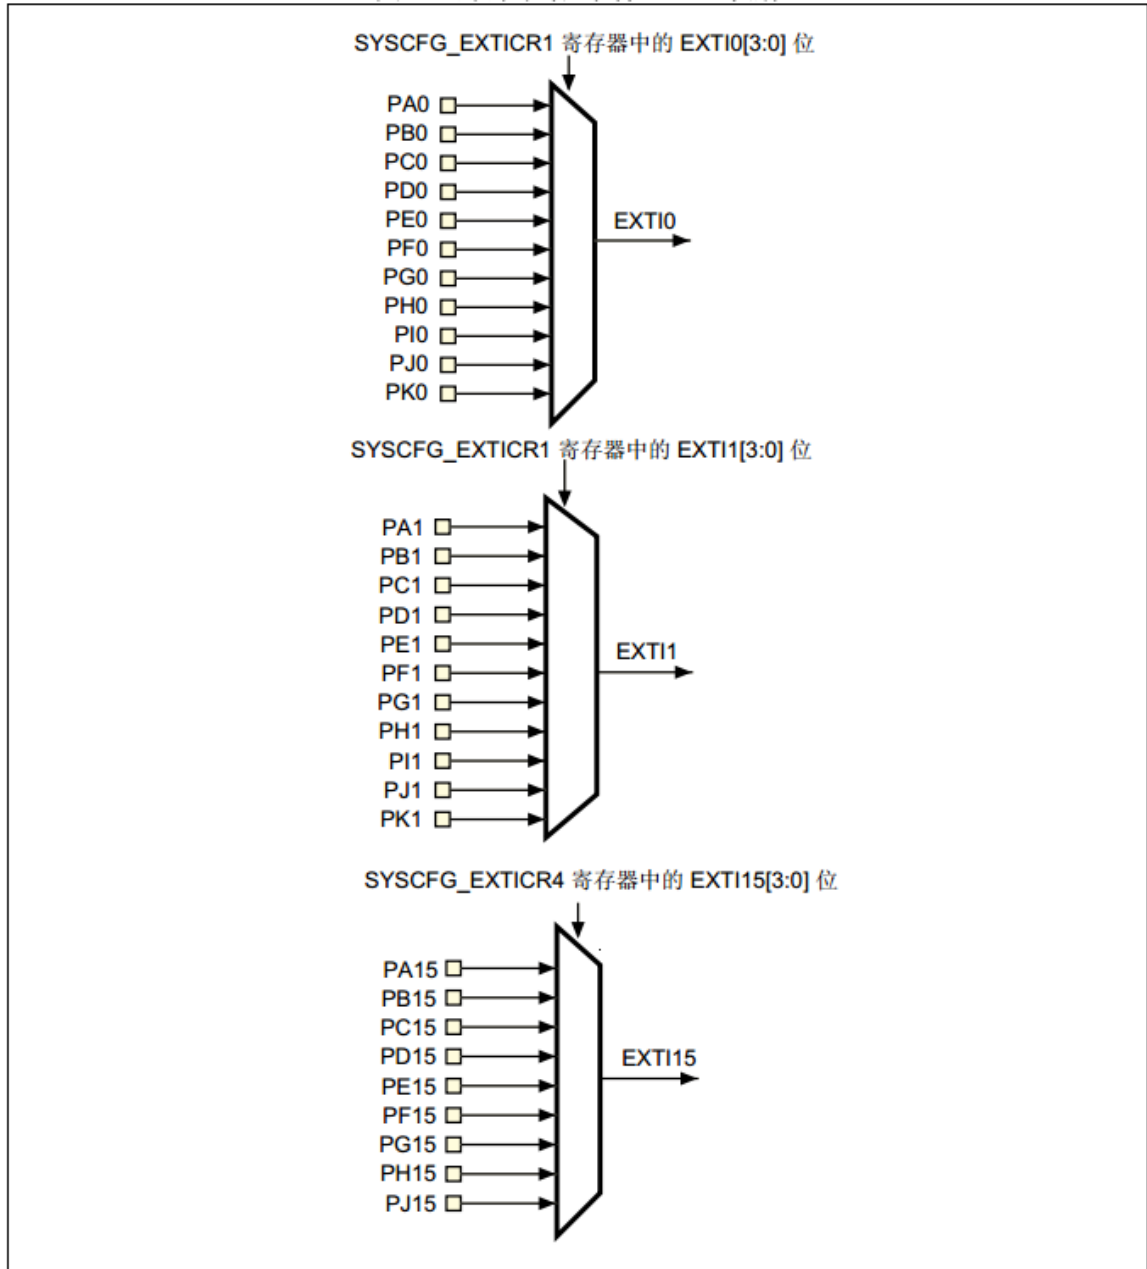 SYSCFG_EXTICR1 寄存器中的 EXTI0[3:0] 位
PA0
PB0
PC0
PD0
PE0
PF0
PG0
PH0
PI0
PJ0
PK0
EXTI0
SYSCFG_EXTICR1 寄存器中的 EXTI1[3:0] 位
PA1
PB1
PC1
PD1
PE1
PF1
PG1
PH1
PI1
PJ1
PK1
EXTI1
SYSCFG_EXTICR4 寄存器中的 EXTI15[3:0] 位
PA15
PB15
PC15
PD15
PE15
PF15
PG15
PH15
PJ15
EXTI15